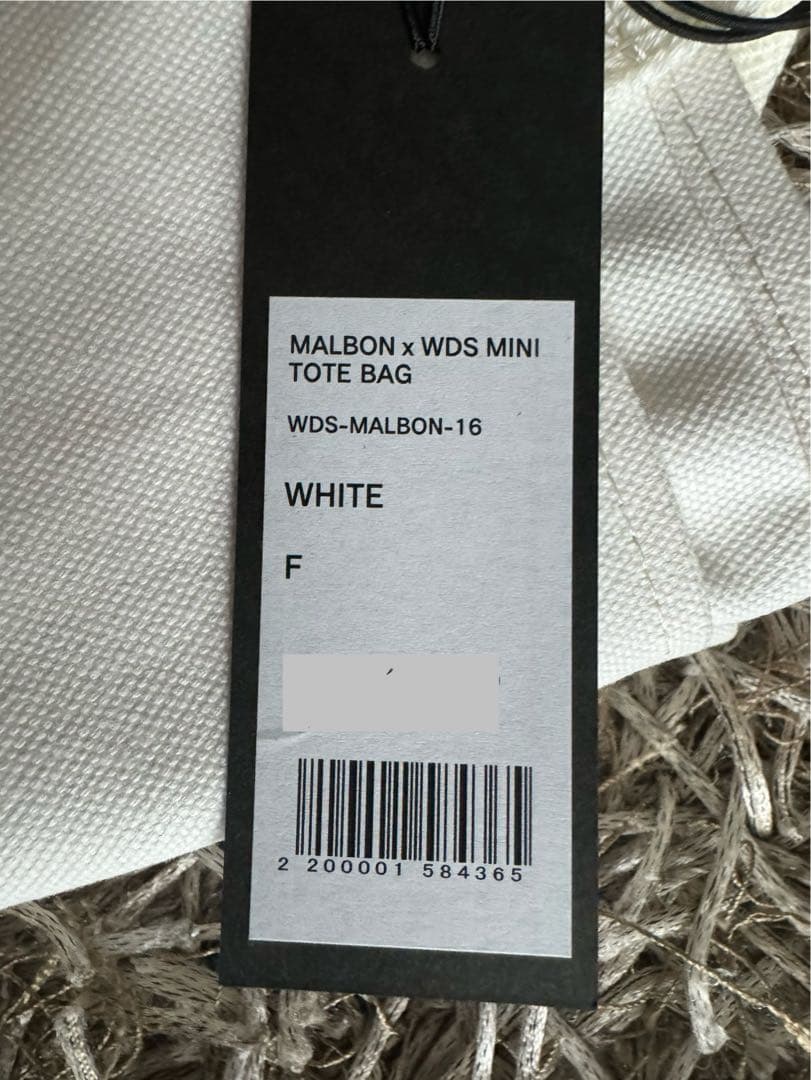 MALBON x WDS MINI
TOTE BAG
WDS-MALBON-16
WHITE
F
2 200001 584365